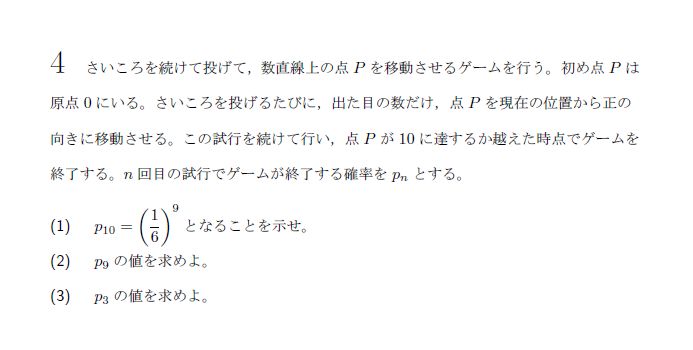 4 さいころを続けて投げて，数直線上の点 P を移動させるゲームを行う。初め点 P は
原点 0 にいる。さいころを投げるたびに，出た目の数だけ，点 P を現在の位置から正の
向きに移動させる。この試行を続けて行い，点 P が 10 に達するか越えた時点でゲームを
終了する。n 回目の試行でゲームが終了する確率を pₙ とする。
(1) p₁₀ = (1/6)⁹ となることを示せ。
(2) p₉ の値を求めよ。
(3) p₃ の値を求めよ。